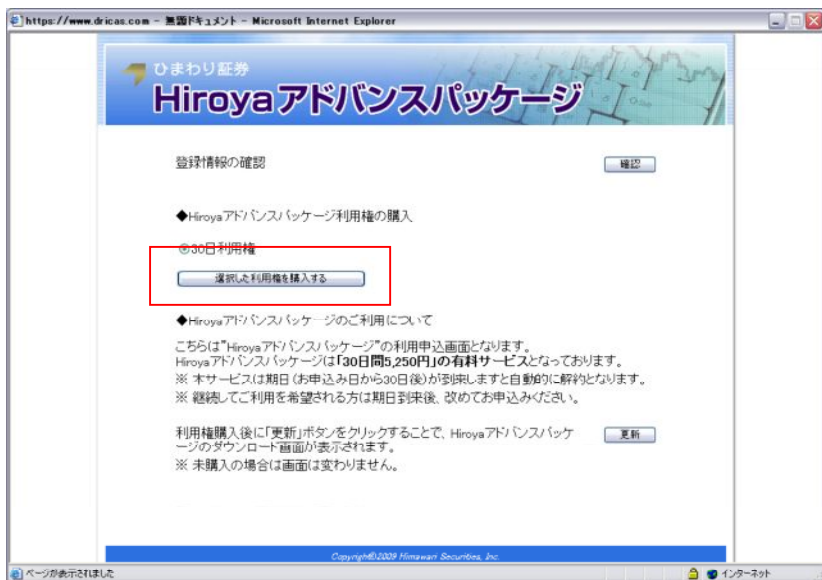 https://www.dricas.com - 無題ドキュメント - Microsoft Internet Explorer
ひまわり証券
Hiroyaアドバンスパッケージ
登録情報の確認
確認
◆Hiroyaアドバンスパッケージ利用権の購入
30日利用権
選択した利用権を購入する
◆Hiroyaアドバンスパッケージのご利用について
こちらは"Hiroyaアドバンスパッケージ"の利用申込画面となります。
Hiroyaアドバンスパッケージは「30日間5,250円」の有料サービスとなっております。
※ 本サービスは期日(お申込み日から30日後)が到来しますと自動的に解約となります。
※ 継続してご利用を希望される方は期日到来後、改めてお申込みください。
利用権購入後に「更新」ボタンをクリックすることで、Hiroyaアドバンスパッケ
ージのダウンロード画面が表示されます。
更新
※ 未購入の場合は画面は変わりません。
Copyright©2009 Himawari Securities, Inc.
ページが表示されました
インターネット